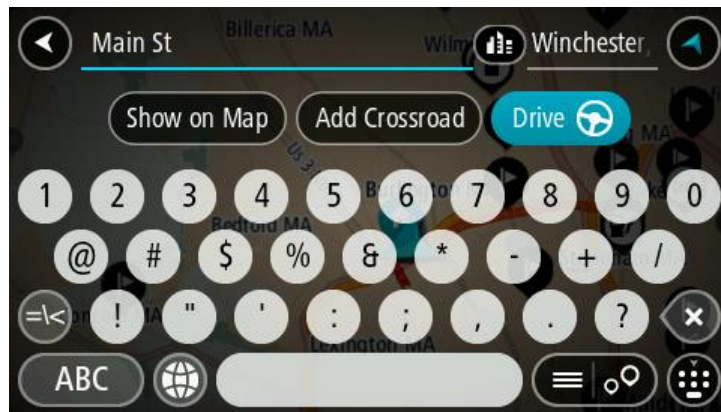 Main St Winchester,
Billerica MA
Show on Map Add Crossroad Drive
1 2 3 4 5 6 7 8 9 0
Bedford MA
@ # $ % & * - + /
=\< ! " ' : ; , . ? ×
Lexington MA
ABC